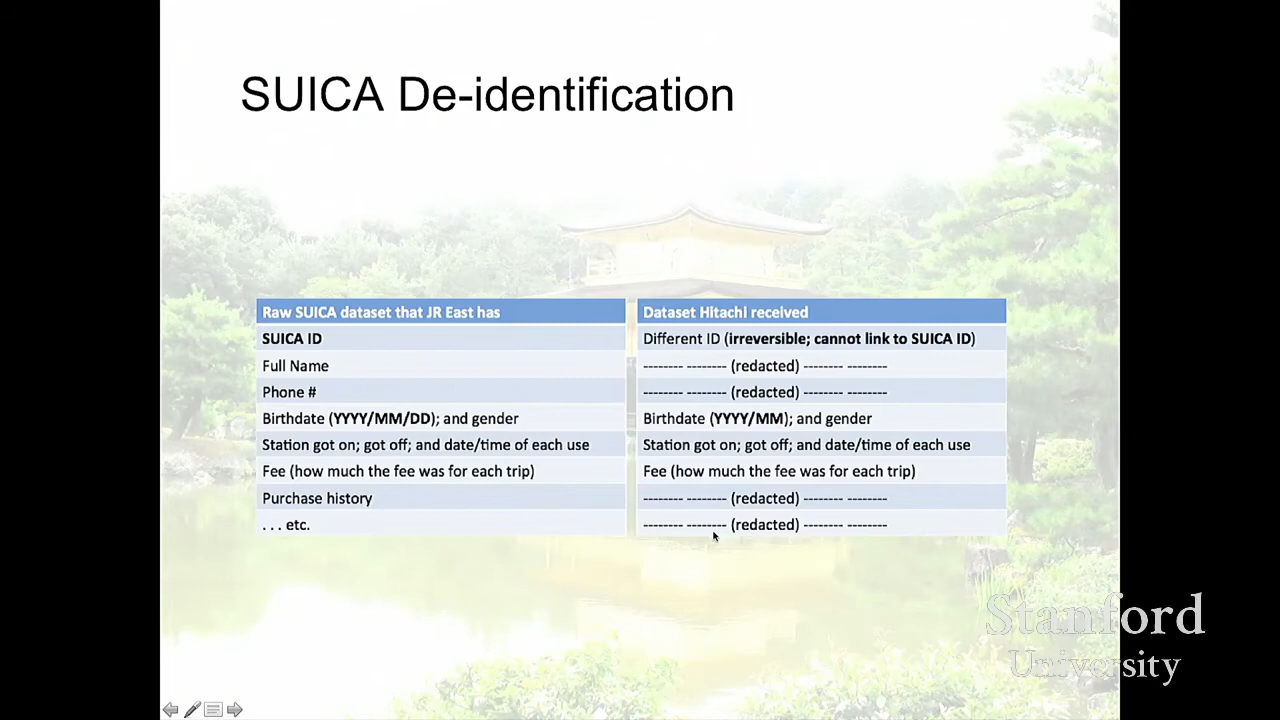 SUICA De-identification
Raw SUICA dataset that JR East has
Dataset Hitachi received
SUICA ID
Different ID (irreversible; cannot link to SUICA ID)
Full Name
-------- -------- (redacted) -------- --------
Phone #
-------- -------- (redacted) -------- --------
Birthdate (YYYY/MM/DD); and gender
Birthdate (YYYY/MM); and gender
Station got on; got off; and date/time of each use
Station got on; got off; and date/time of each use
Fee (how much the fee was for each trip)
Fee (how much the fee was for each trip)
Purchase history
-------- -------- (redacted) -------- --------
. . . etc.
-------- -------- (redacted) -------- --------
Stanford
University